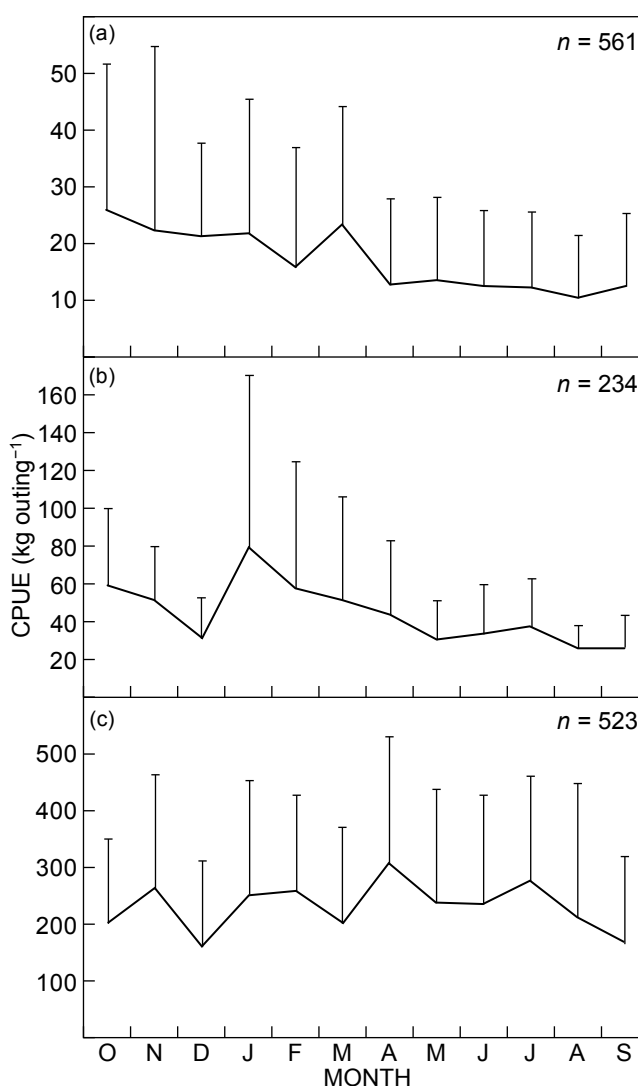 (a)
n = 561
50
40
30
20
10
(b)
n = 234
160
140
120
100
80
60
40
20
CPUE (kg outing⁻¹)
(c)
n = 523
500
400
300
200
100
O N D J F M A M J J A S
MONTH